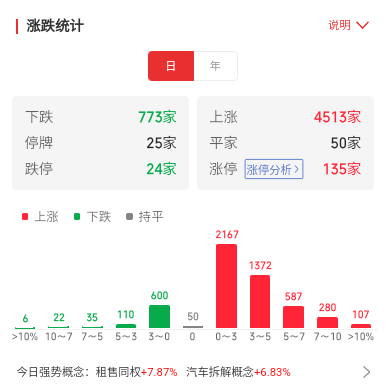 涨跌统计 说明
日 年
下跌 773家 上涨 4513家
停牌 25家 平家 50家
跌停 24家 涨停 涨停分析 135家
上涨 下跌 持平
6 22 35 110 600 50 2167 1372 587 280 107
>10% 10～7 7～5 5～3 3～0 0 0～3 3～5 5～7 7～10 >10%
今日强势概念：租售同权+7.87% 汽车拆解概念+6.83%